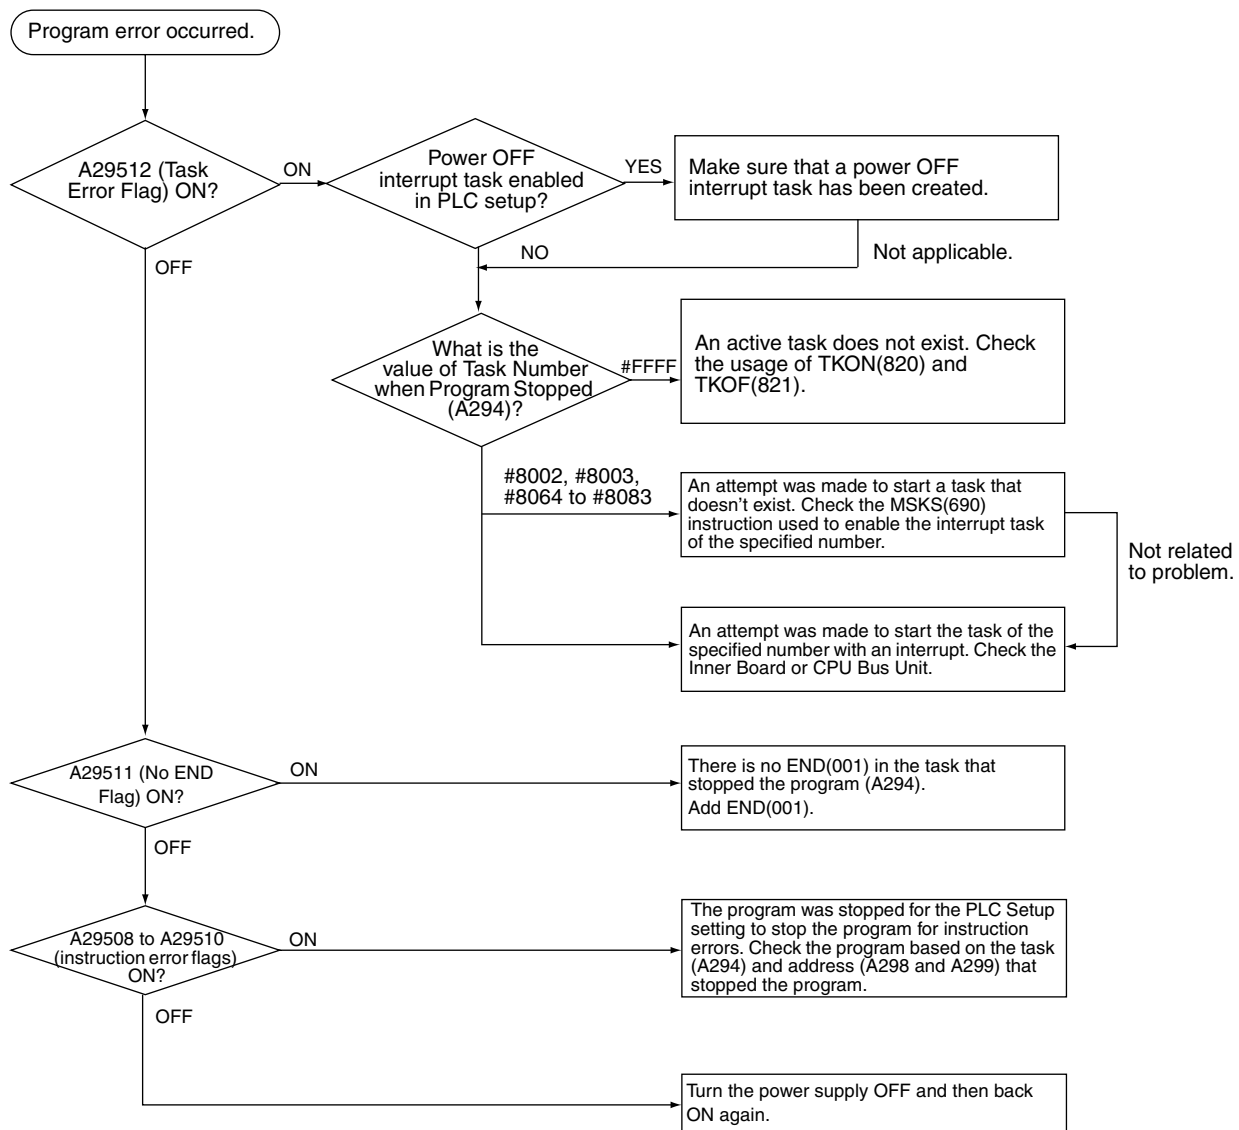 Program error occurred.
A29512 (Task
Error Flag) ON?
ON
Power OFF
interrupt task enabled
in PLC setup?
YES
Make sure that a power OFF
interrupt task has been created.
OFF
NO
Not applicable.
What is the
value of Task Number
when Program Stopped
(A294)?
#FFFF
An active task does not exist. Check
the usage of TKON(820) and
TKOF(821).
#8002, #8003,
#8064 to #8083
An attempt was made to start a task that
doesn't exist. Check the MSKS(690)
instruction used to enable the interrupt task
of the specified number.
Not related
to problem.
An attempt was made to start the task of the
specified number with an interrupt. Check the
Inner Board or CPU Bus Unit.
A29511 (No END
Flag) ON?
ON
There is no END(001) in the task that
stopped the program (A294).
Add END(001).
OFF
A29508 to A29510
(instruction error flags)
ON?
ON
The program was stopped for the PLC Setup
setting to stop the program for instruction
errors. Check the program based on the task
(A294) and address (A298 and A299) that
stopped the program.
OFF
Turn the power supply OFF and then back
ON again.